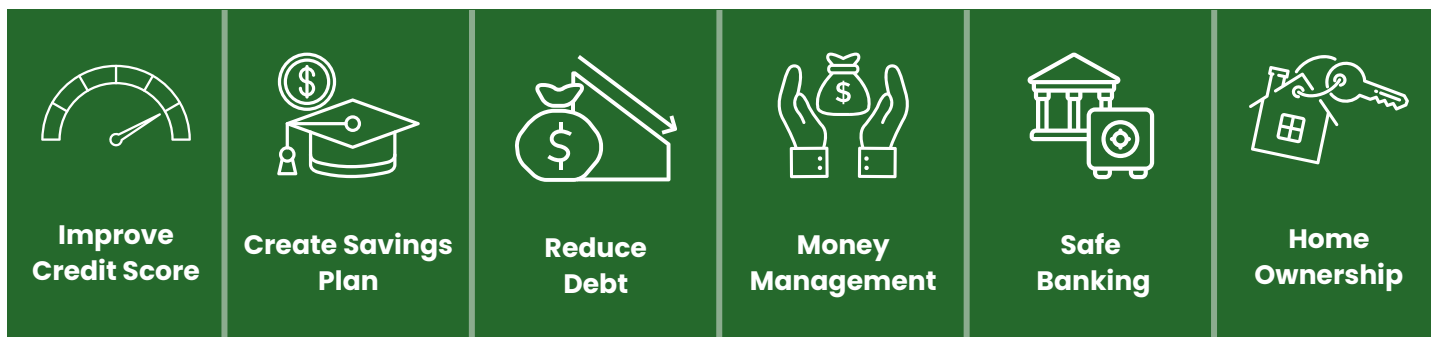 Improve
Credit Score
$
Create Savings
Plan
$
Reduce
Debt
$
Money
Management
Safe
Banking
Home
Ownership